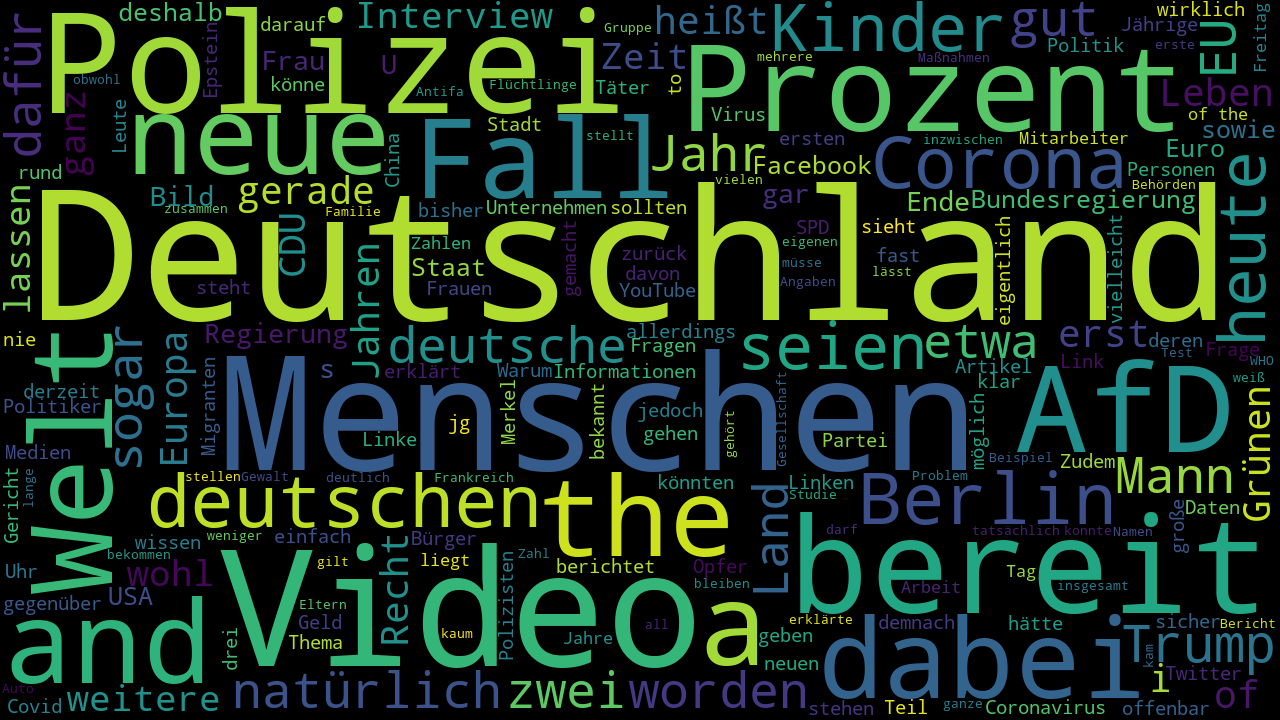 deshalb
darauf
Interview
Gruppe
heißt
Kinder
gut
Jährige
wirklich
Polizei
Epstein
Frau
U
Zeit
mehrere
Politik
erste
EU
Freitag
dafür
obwohl
könne
Antifa
Flüchtlinge
Täter
to
Prozent
Maßnahmen
Leben
ganz
Leute
neue
China
Fall
Stadt
stellt
Virus
of the
sowie
rund
Jahr
ersten
Corona
inzwischen
Mitarbeiter
Euro
Facebook
Personen
lassen
Bild
gerade
vielen
gar
Behörden
heute
zusammen
Familie
bisher
Unternehmen
sollten
Ende
Bundesregierung
Deutschland
CDU
Zahlen
Staat
Frauen
gemacht
zurück
davon
YouTube
SPD
eigenen
müsse
Angaben
sieht
fast
lässt
eigentlich
vielleicht
steht
Jahren
nie
Welt
sogar
Europa
Regierung
deutsche
allerdings
Fragen
seien
etwa
erst
deren
Test
Frage
WHO
s
erklärt
Warum
Informationen
Artikel
klar
Link
weiß
derzeit
Politiker
Migranten
Menschen
Merkel
jg
bekannt
jedoch
gehen
gehört
Gesellschaft
AfD
Grünen
Medien
Linke
Partei
möglich
Gericht
lange
stellen
Gewalt
deutlich
Frankreich
könnten
Linken
Beispiel
Problem
Zudem
Mann
deutschen
the
Land
Studie
Berlin
Daten
große
wissen
weniger
einfach
Bürger
bereit
darf
tatsächlich
konnte
Namen
bekommen
Uhr
wohl
gilt
Recht
liegt
Zahl
berichtet
Opfer
bleiben
Tag
insgesamt
gegenüber
USA
Video
Eltern
Polizisten
a
Arbeit
and
drei
Geld
Thema
kaum
Jahre
all
geben
erklärte
dabei
demnach
hätte
sicher
Bericht
neuen
kam
Trump
Auto
Covid
weitere
natürlich
zwei
worden
stehen
Teil
ganze
Coronavirus
i
Twitter
offenbar
of